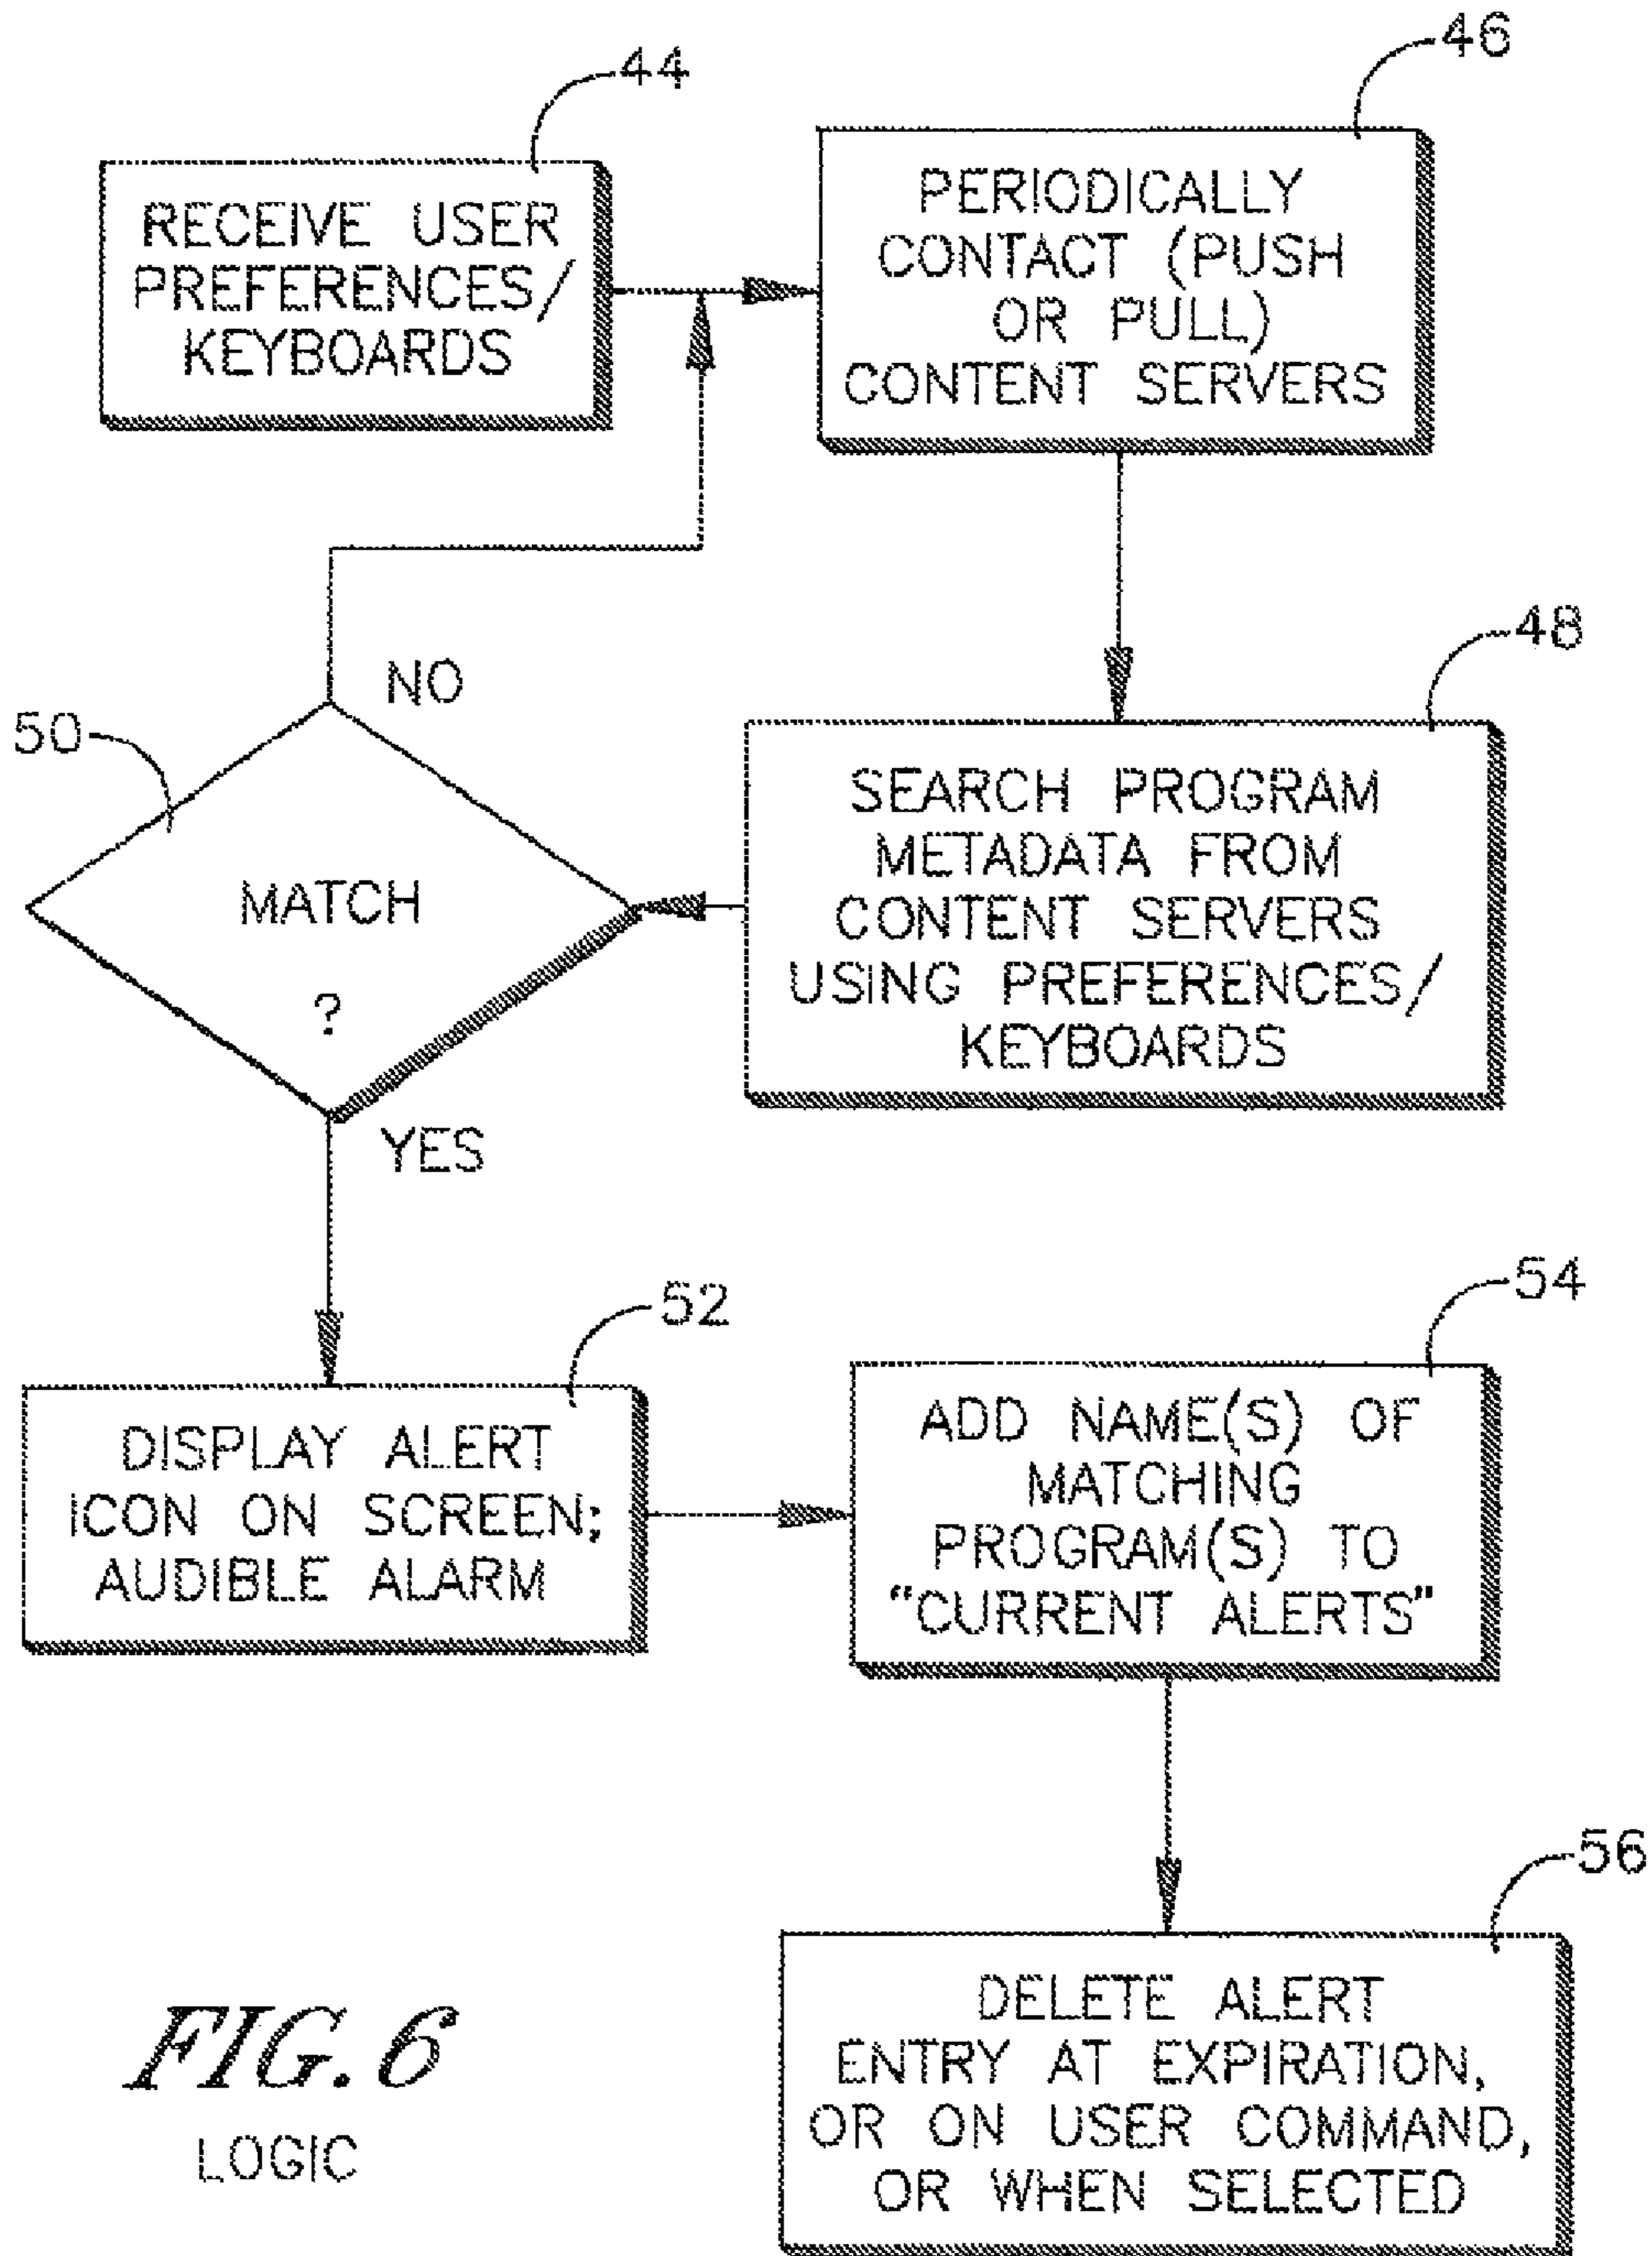 44
RECEIVE USER
PREFERENCES/
KEYBOARDS
46
PERIODICALLY
CONTACT (PUSH
OR PULL)
CONTENT SERVERS
48
SEARCH PROGRAM
METADATA FROM
CONTENT SERVERS
USING PREFERENCES/
KEYBOARDS
50
NO
MATCH
?
YES
52
DISPLAY ALERT
ICON ON SCREEN;
AUDIBLE ALARM
54
ADD NAME(S) OF
MATCHING
PROGRAM(S) TO
“CURRENT ALERTS”
56
DELETE ALERT
ENTRY AT EXPIRATION,
OR ON USER COMMAND,
OR WHEN SELECTED
FIG. 6
LOGIC